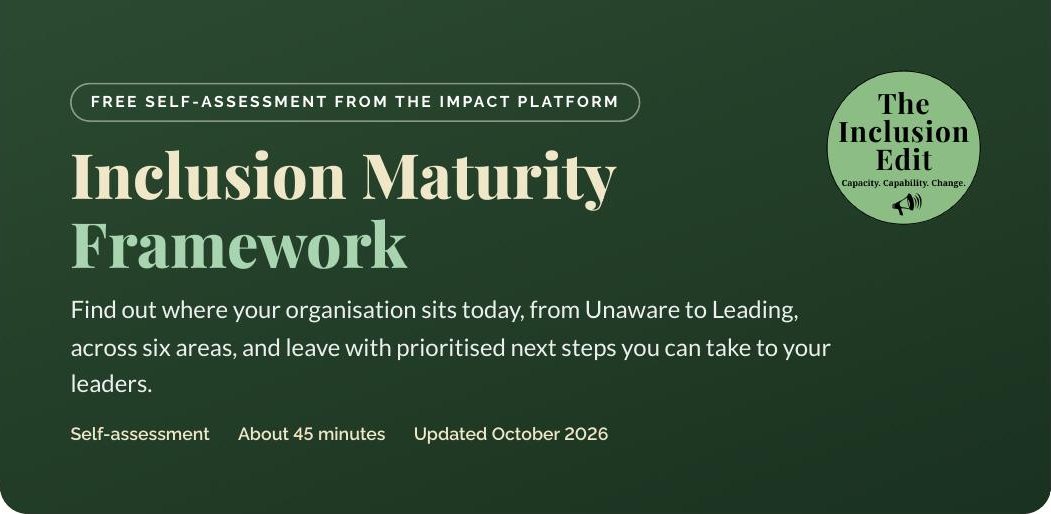 FREE SELF-ASSESSMENT FROM THE IMPACT PLATFORM
Inclusion Maturity
Framework
Find out where your organisation sits today, from Unaware to Leading,
across six areas, and leave with prioritised next steps you can take to your
leaders.
Self-assessment About 45 minutes Updated October 2026
The
Inclusion
Edit
Capacity. Capability. Change.